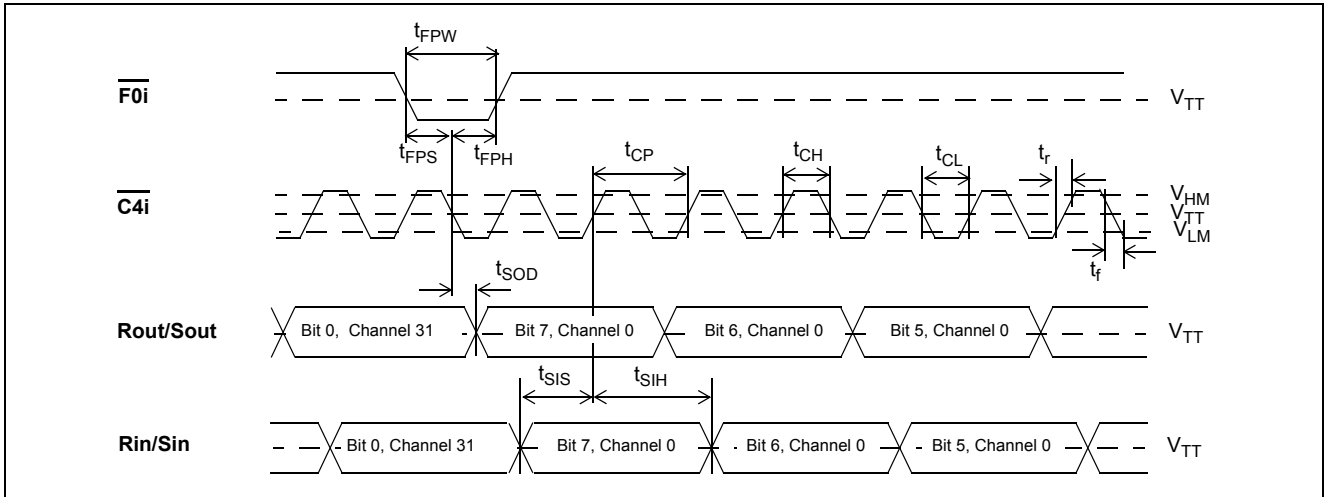 tFPW
F0i
VTT
tFPS
tFPH
tCP
tCH
tCL
tr
C4i
VHM
VTT
VLM
tf
tSOD
Rout/Sout
Bit 0, Channel 31
Bit 7, Channel 0
Bit 6, Channel 0
Bit 5, Channel 0
VTT
tSIS
tSIH
Rin/Sin
Bit 0, Channel 31
Bit 7, Channel 0
Bit 6, Channel 0
Bit 5, Channel 0
VTT